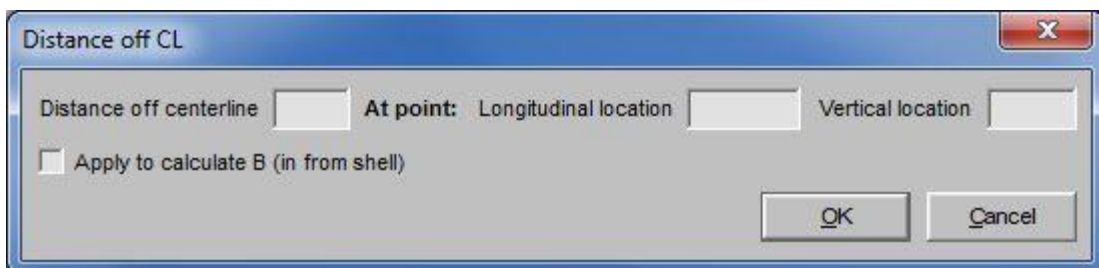 Distance off CL
Distance off centerline At point: Longitudinal location Vertical location
Apply to calculate B (in from shell)
OK Cancel